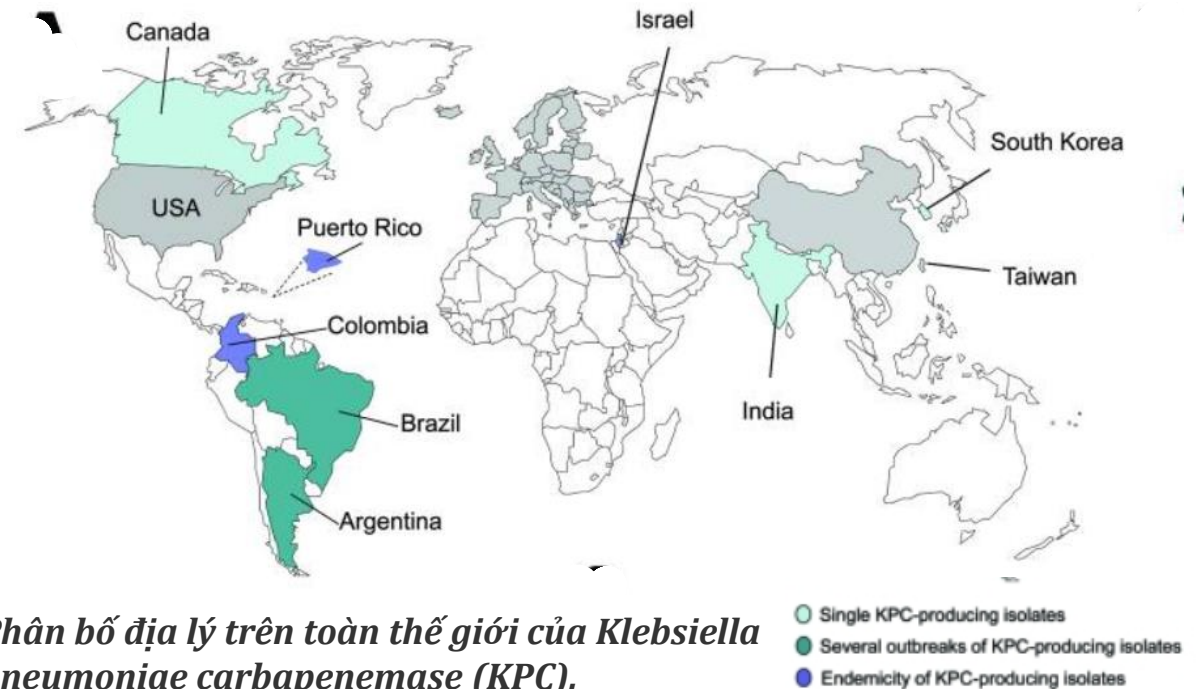 Canada
Israel
South Korea
USA
Puerto Rico
Taiwan
Colombia
India
Brazil
Argentina
Phân bố địa lý trên toàn thế giới của Klebsiella
pneumoniae carbapenemase (KPC).
Single KPC-producing isolates
Several outbreaks of KPC-producing isolates
Endemicity of KPC-producing isolates